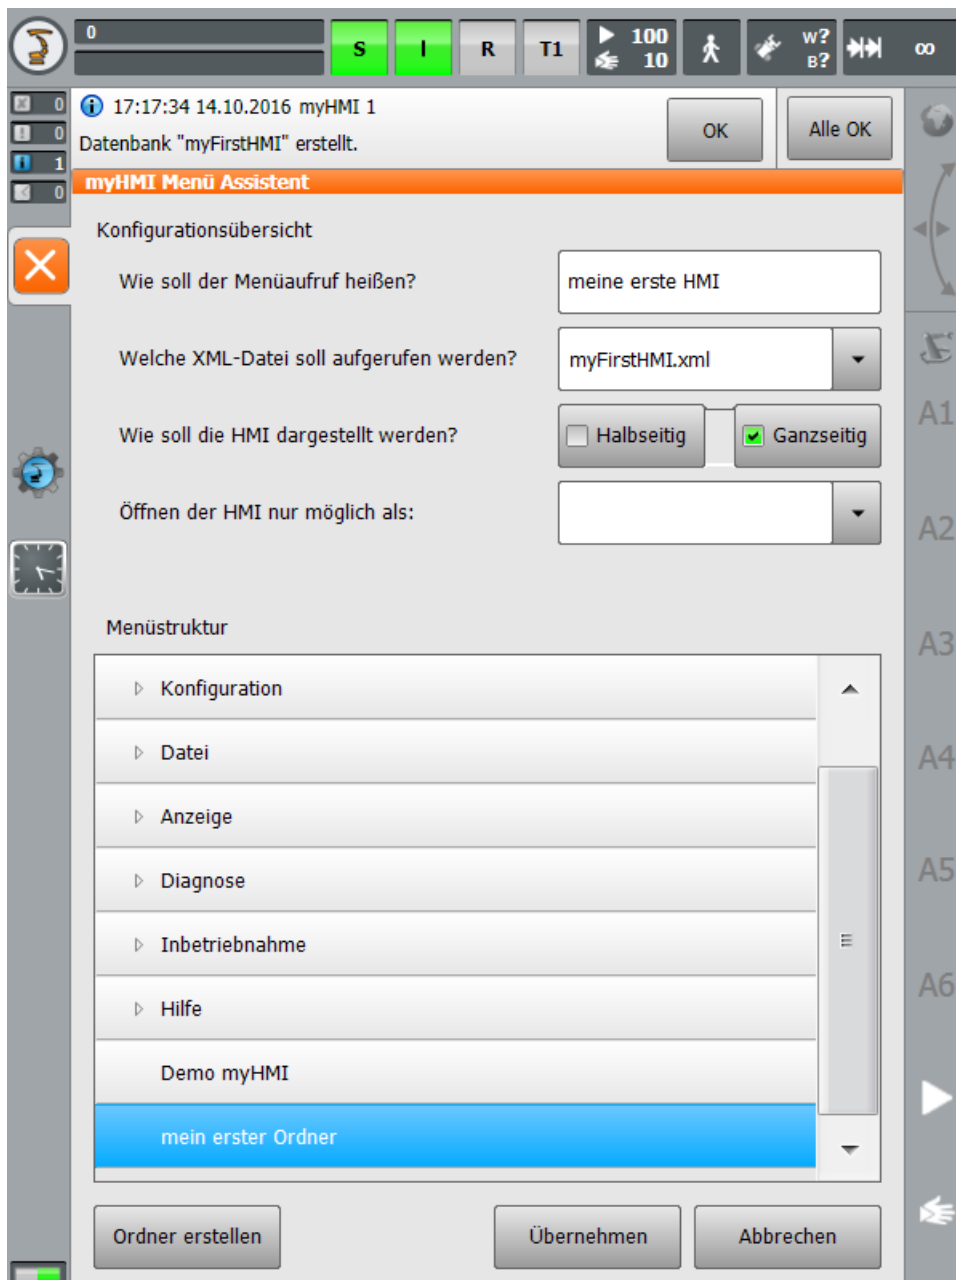 0
S I R T1 100 10 W? B? ∞
0
0
1
0
17:17:34 14.10.2016 myHMI 1
Datenbank "myFirstHMI" erstellt.
OK
Alle OK
myHMI Menü Assistent
Konfigurationsübersicht
Wie soll der Menüaufruf heißen? meine erste HMI
Welche XML-Datei soll aufgerufen werden? myFirstHMI.xml
Wie soll die HMI dargestellt werden? Halbseitig Ganzseitig
Öffnen der HMI nur möglich als:
Menüstruktur
Konfiguration
Datei
Anzeige
Diagnose
Inbetriebnahme
Hilfe
Demo myHMI
mein erster Ordner
Ordner erstellen Übernehmen Abbrechen
A1
A2
A3
A4
A5
A6